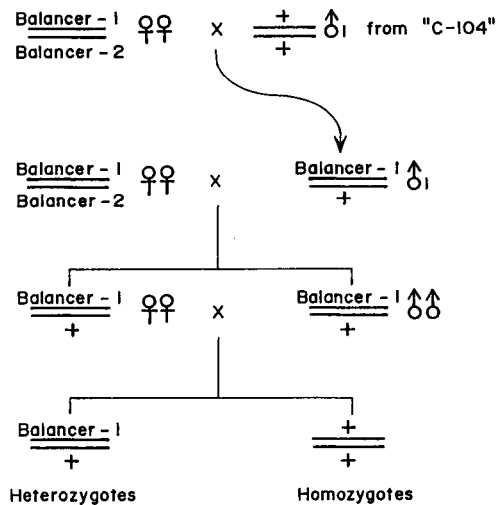 Balancer - 1 ♀♀ x + ♂1 from "C-104"
Balancer - 2 +
Balancer - 1 ♀♀ x Balancer - 1 ♂1
Balancer - 2 +
Balancer - 1 ♀♀ x Balancer - 1 ♂♂
+ +
Balancer - 1 +
+ +
Heterozygotes Homozygotes